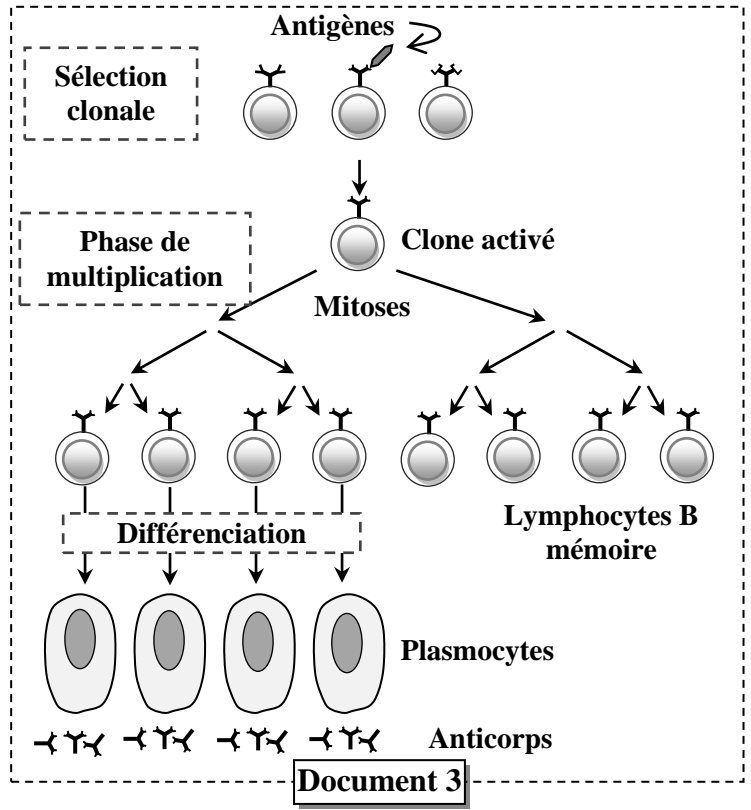 Antigènes
Sélection
clonale
Phase de
multiplication
Clone activé
Mitoses
Différenciation
Lymphocytes B
mémoire
Plasmocytes
Anticorps
Document 3